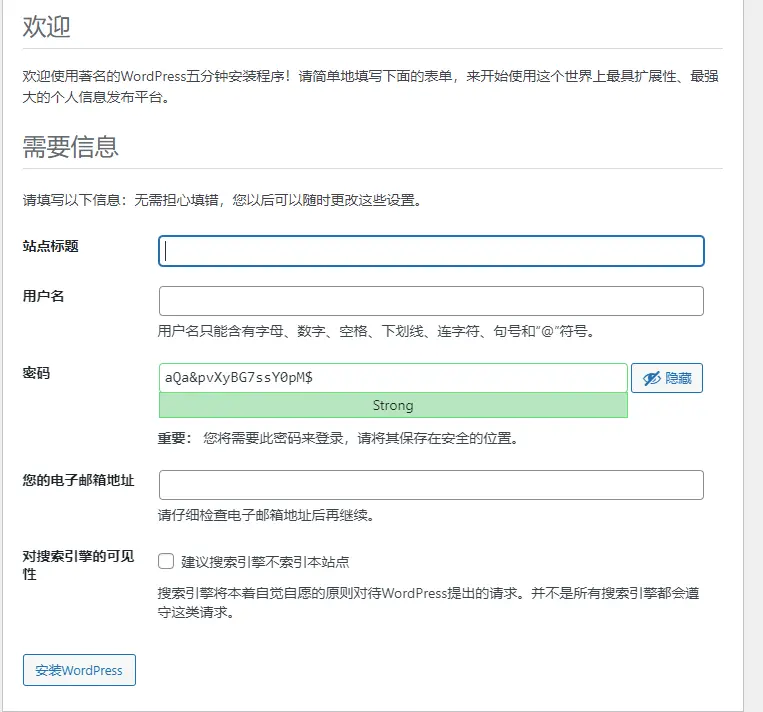 欢迎
欢迎使用著名的WordPress五分钟安装程序！请简单地填写下面的表单，来开始使用这个世界上最具扩展性、最强
大的个人信息发布平台。
需要信息
请填写以下信息：无需担心填错，您以后可以随时更改这些设置。
站点标题
用户名
用户名只能含有字母、数字、空格、下划线、连字符、句号和“@”符号。
密码
aQa&pvXyBG7ssY0pM$
隐藏
Strong
重要： 您将需要此密码来登录，请将其保存在安全的位置。
您的电子邮箱地址
请仔细检查电子邮箱地址后再继续。
对搜索引擎的可见
性
建议搜索引擎不索引本站点
搜索引擎将本着自觉自愿的原则对待WordPress提出的请求。并不是所有搜索引擎都会遵
守这类请求。
安装WordPress